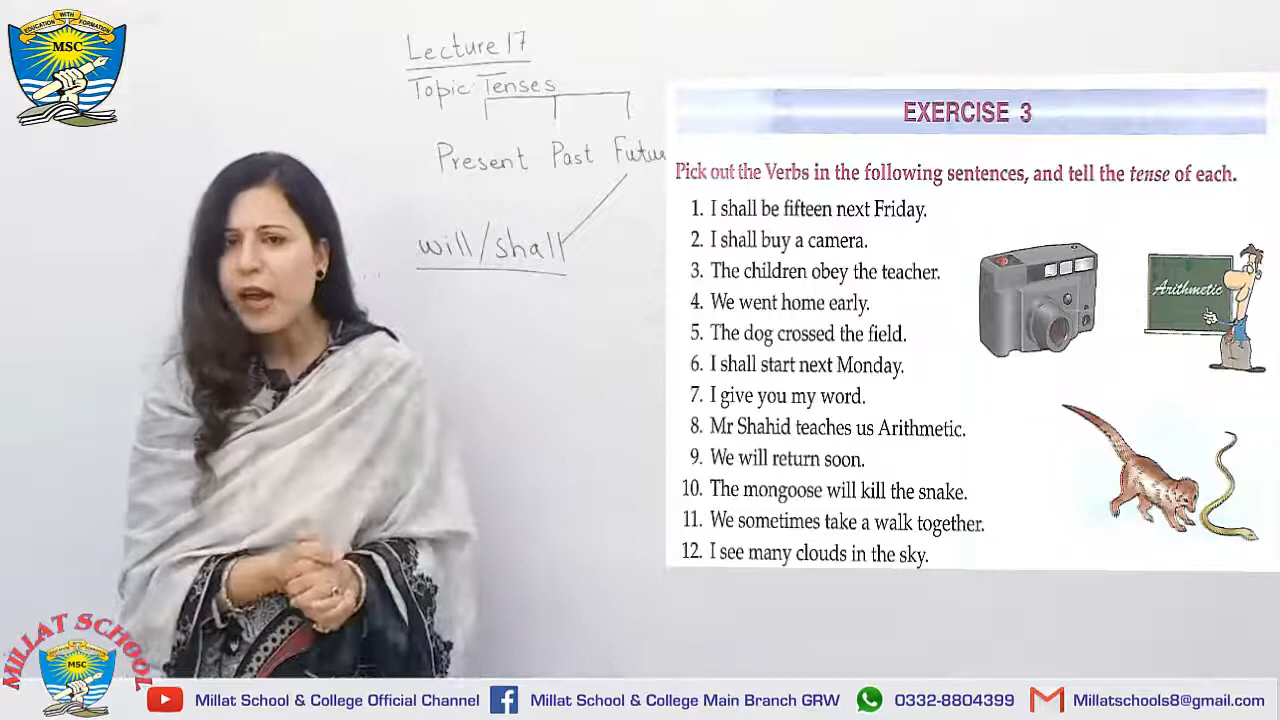 EDUCATION WITH FORMATION
MSC
Lecture 17
Topic: Tenses
Present Past Futur
will/shall
EXERCISE 3
Pick out the Verbs in the following sentences, and tell the tense of each.
1. I shall be fifteen next Friday.
2. I shall buy a camera.
3. The children obey the teacher.
4. We went home early.
5. The dog crossed the field.
6. I shall start next Monday.
7. I give you my word.
8. Mr Shahid teaches us Arithmetic.
9. We will return soon.
10. The mongoose will kill the snake.
11. We sometimes take a walk together.
12. I see many clouds in the sky.
Arithmetic
MILLAT SCHOOL
MSC
Millat School & College Official Channel
Millat School & College Main Branch GRW
0332-8804399
Millatschools8@gmail.com